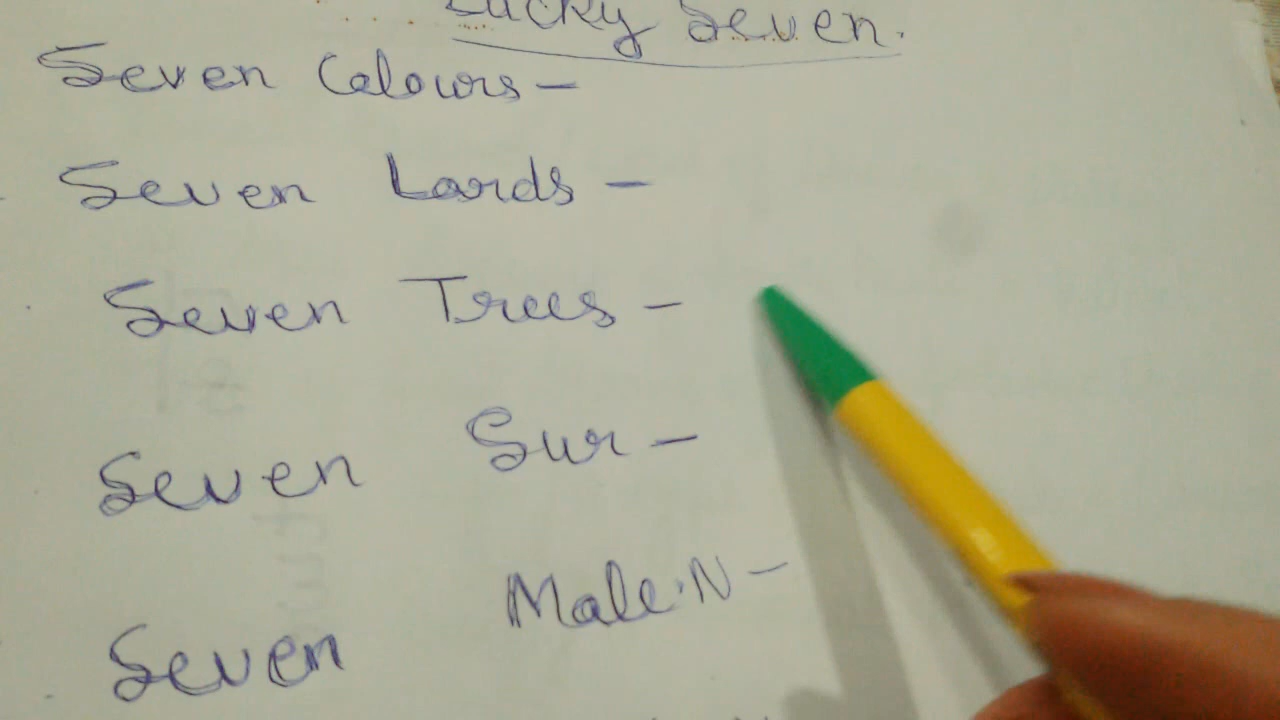 Lucky Seven.
Seven Colours -
Seven Lords -
Seven Trees -
Seven Sur -
Seven Male.N -